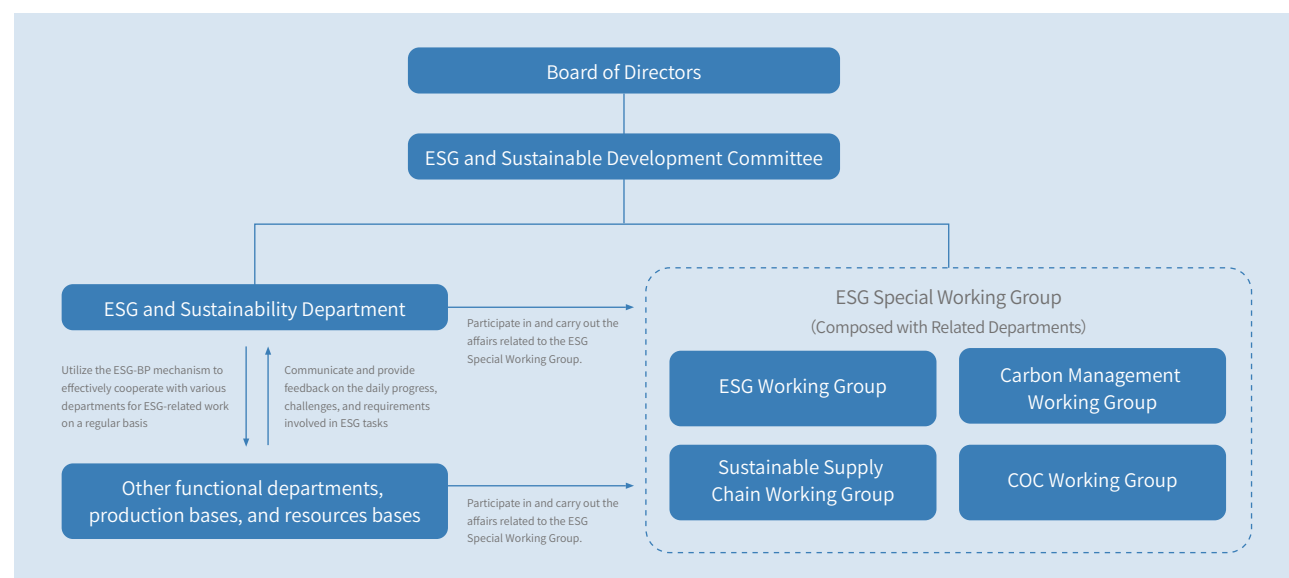 Board of Directors
ESG and Sustainable Development Committee
ESG and Sustainability Department
Participate in and carry out the
affairs related to the ESG
Special Working Group.
Utilize the ESG-BP mechanism to
effectively cooperate with various
departments for ESG-related work
on a regular basis
Communicate and provide
feedback on the daily progress,
challenges, and requirements
involved in ESG tasks
Other functional departments,
production bases, and resources bases
Participate in and carry out the
affairs related to the ESG
Special Working Group.
ESG Special Working Group
(Composed with Related Departments)
ESG Working Group
Carbon Management
Working Group
Sustainable Supply
Chain Working Group
COC Working Group